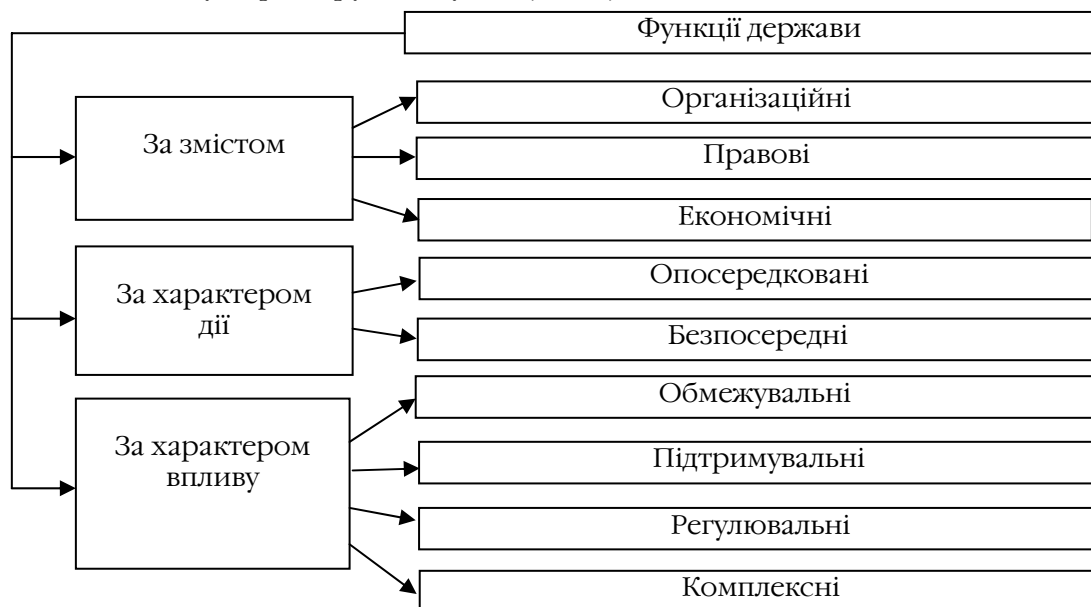 Функції держави
За змістом
Організаційні
Правові
Економічні
За характером
дії
Опосередковані
Безпосередні
За характером
впливу
Обмежувальні
Підтримувальні
Регулювальні
Комплексні